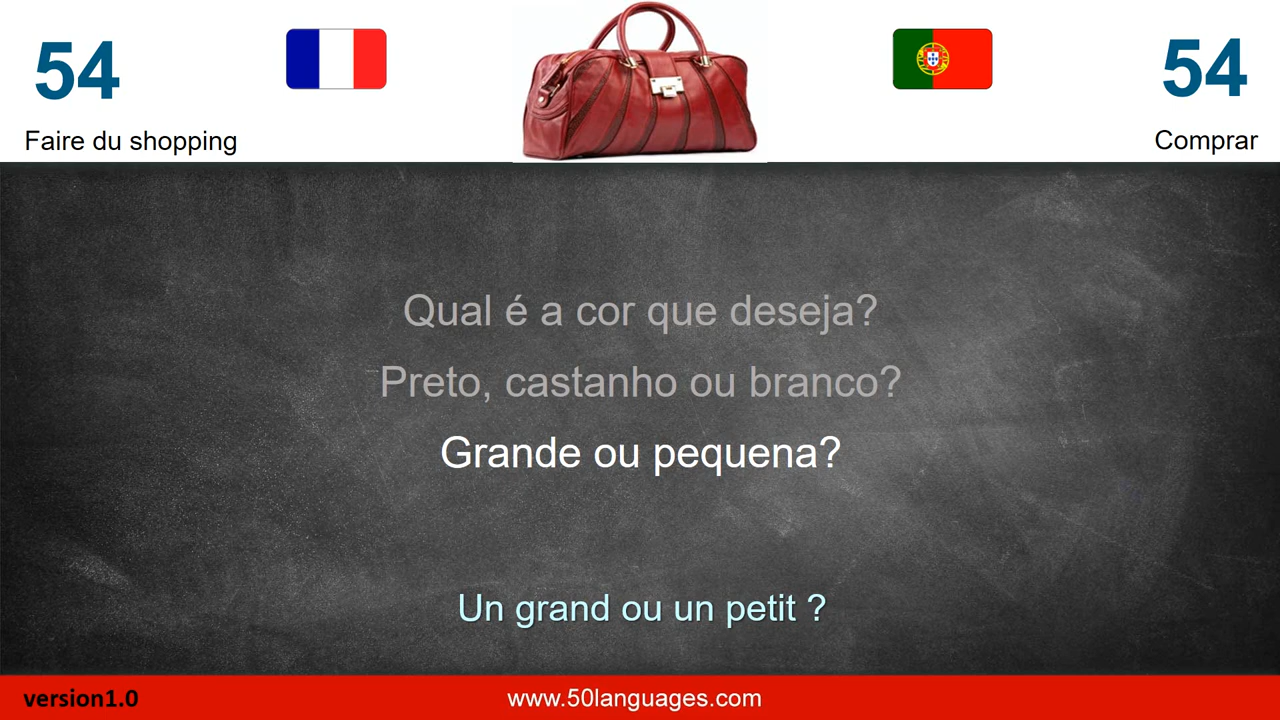 54
54
Faire du shopping
Comprar
Qual é a cor que deseja?
Preto, castanho ou branco?
Grande ou pequena?
Un grand ou un petit ?
version1.0
www.50languages.com